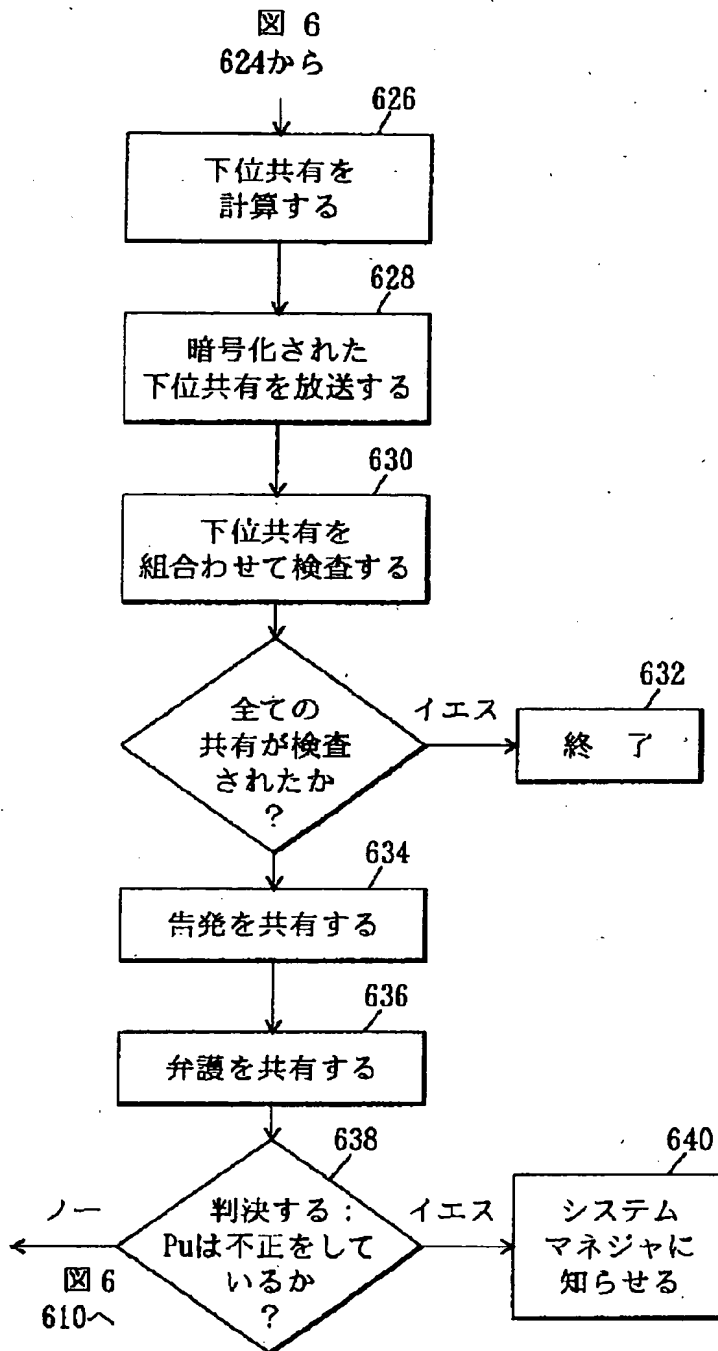 図 6
624から
626
下位共有を
計算する
628
暗号化された
下位共有を放送する
630
下位共有を
組合わせて検査する
全ての
共有が検査
されたか
?
イエス
632
終 了
634
告発を共有する
636
弁護を共有する
638
判決する:
Puは不正をして
いるか
?
ノー
図 6
610へ
イエス
640
システム
マネジャに
知らせる